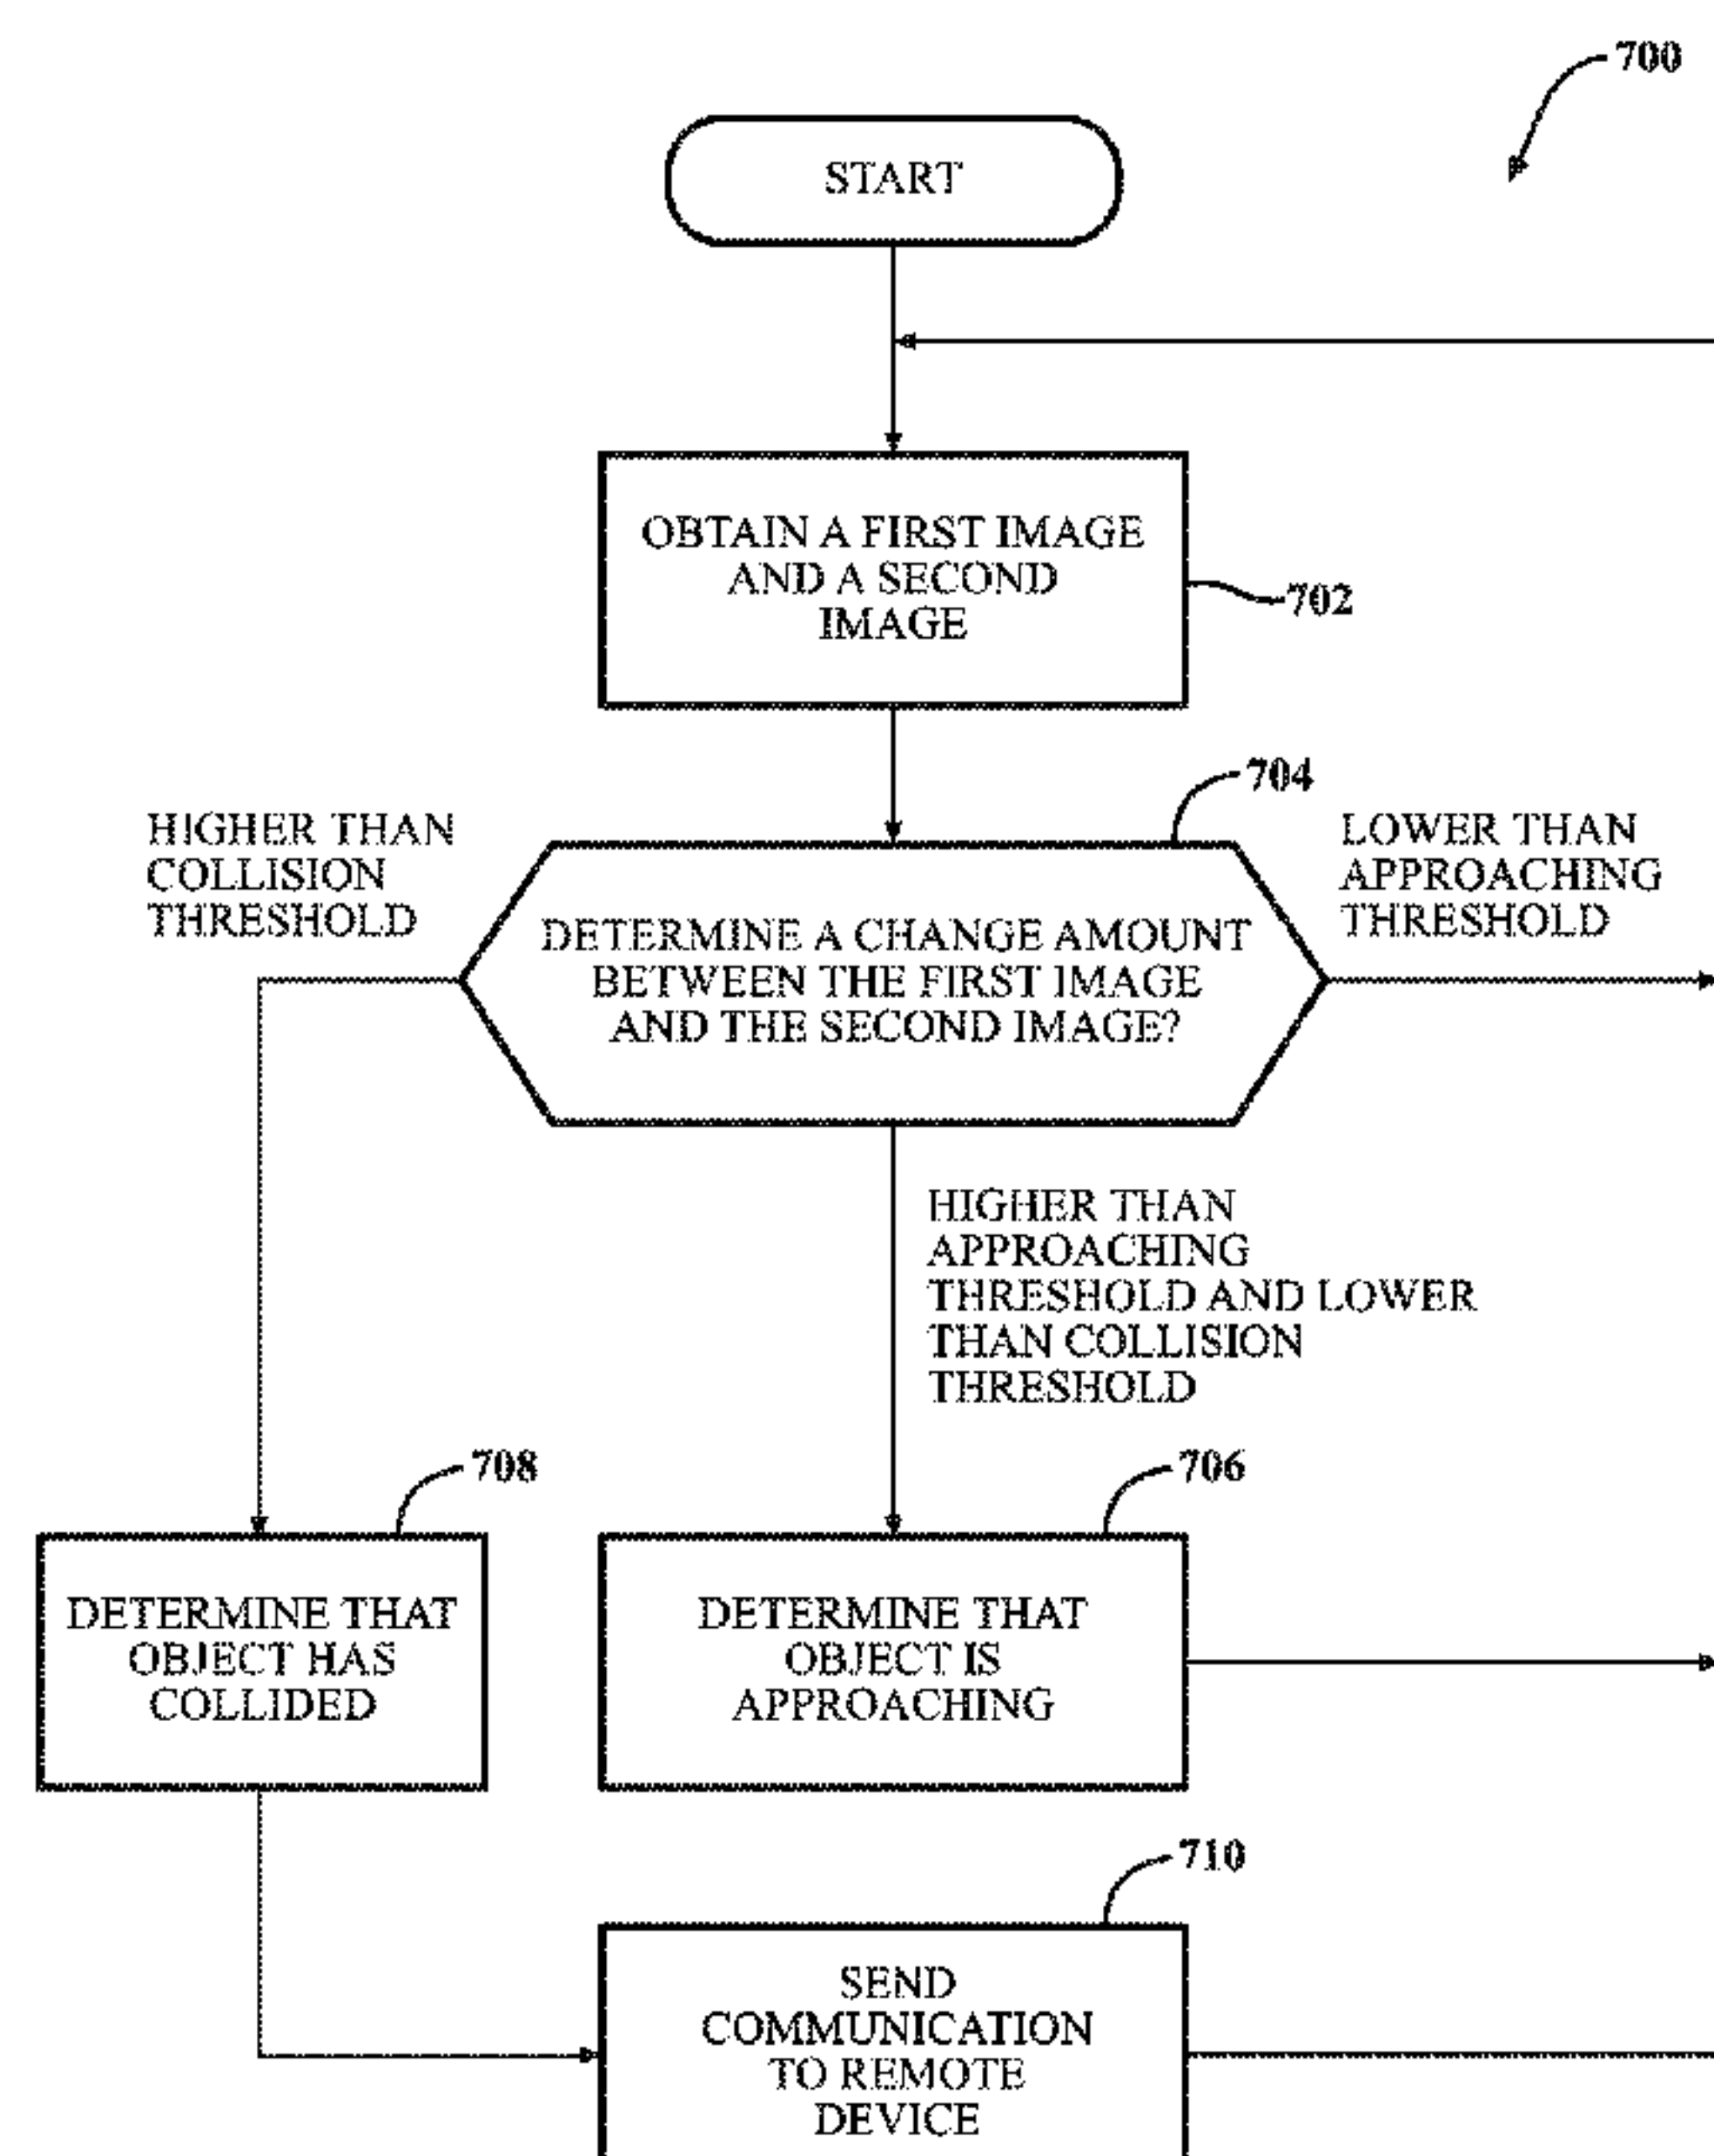 700
START
OBTAIN A FIRST IMAGE
AND A SECOND
IMAGE
702
704
HIGHER THAN
COLLISION
THRESHOLD
LOWER THAN
APPROACHING
THRESHOLD
DETERMINE A CHANGE AMOUNT
BETWEEN THE FIRST IMAGE
AND THE SECOND IMAGE?
HIGHER THAN
APPROACHING
THRESHOLD AND LOWER
THAN COLLISION
THRESHOLD
708
706
DETERMINE THAT
OBJECT HAS
COLLIDED
DETERMINE THAT
OBJECT IS
APPROACHING
710
SEND
COMMUNICATION
TO REMOTE
DEVICE